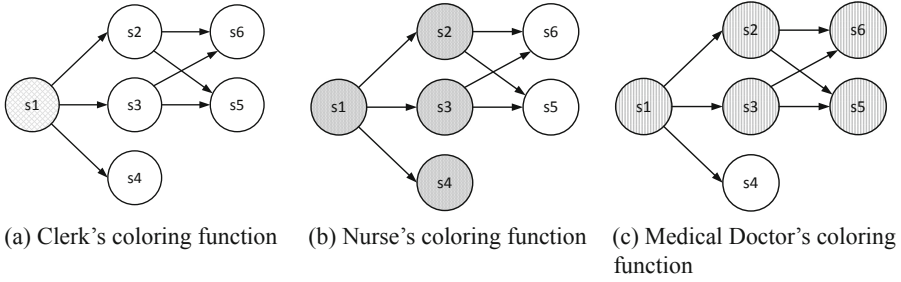 s2 s6
s1 s3 s5
s4
s2 s6
s1 s3 s5
s4
s2 s6
s1 s3 s5
s4
(a) Clerk's coloring function
(b) Nurse's coloring function
(c) Medical Doctor's coloring
function